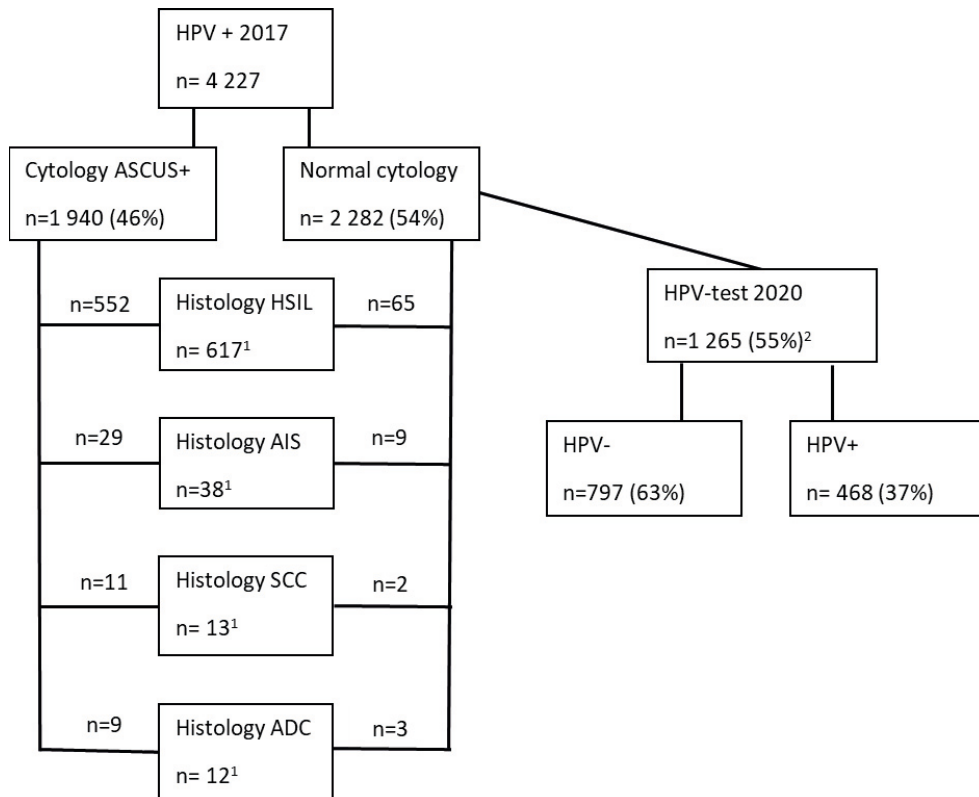 HPV + 2017
n= 4 227
Cytology ASCUS+
n=1 940 (46%)
Normal cytology
n= 2 282 (54%)
n=552
Histology HSIL
n= 617¹
n=65
HPV-test 2020
n=1 265 (55%)²
n=29
Histology AIS
n=38¹
n=9
HPV-
n=797 (63%)
HPV+
n= 468 (37%)
n=11
Histology SCC
n= 13¹
n=2
n=9
Histology ADC
n= 12¹
n=3